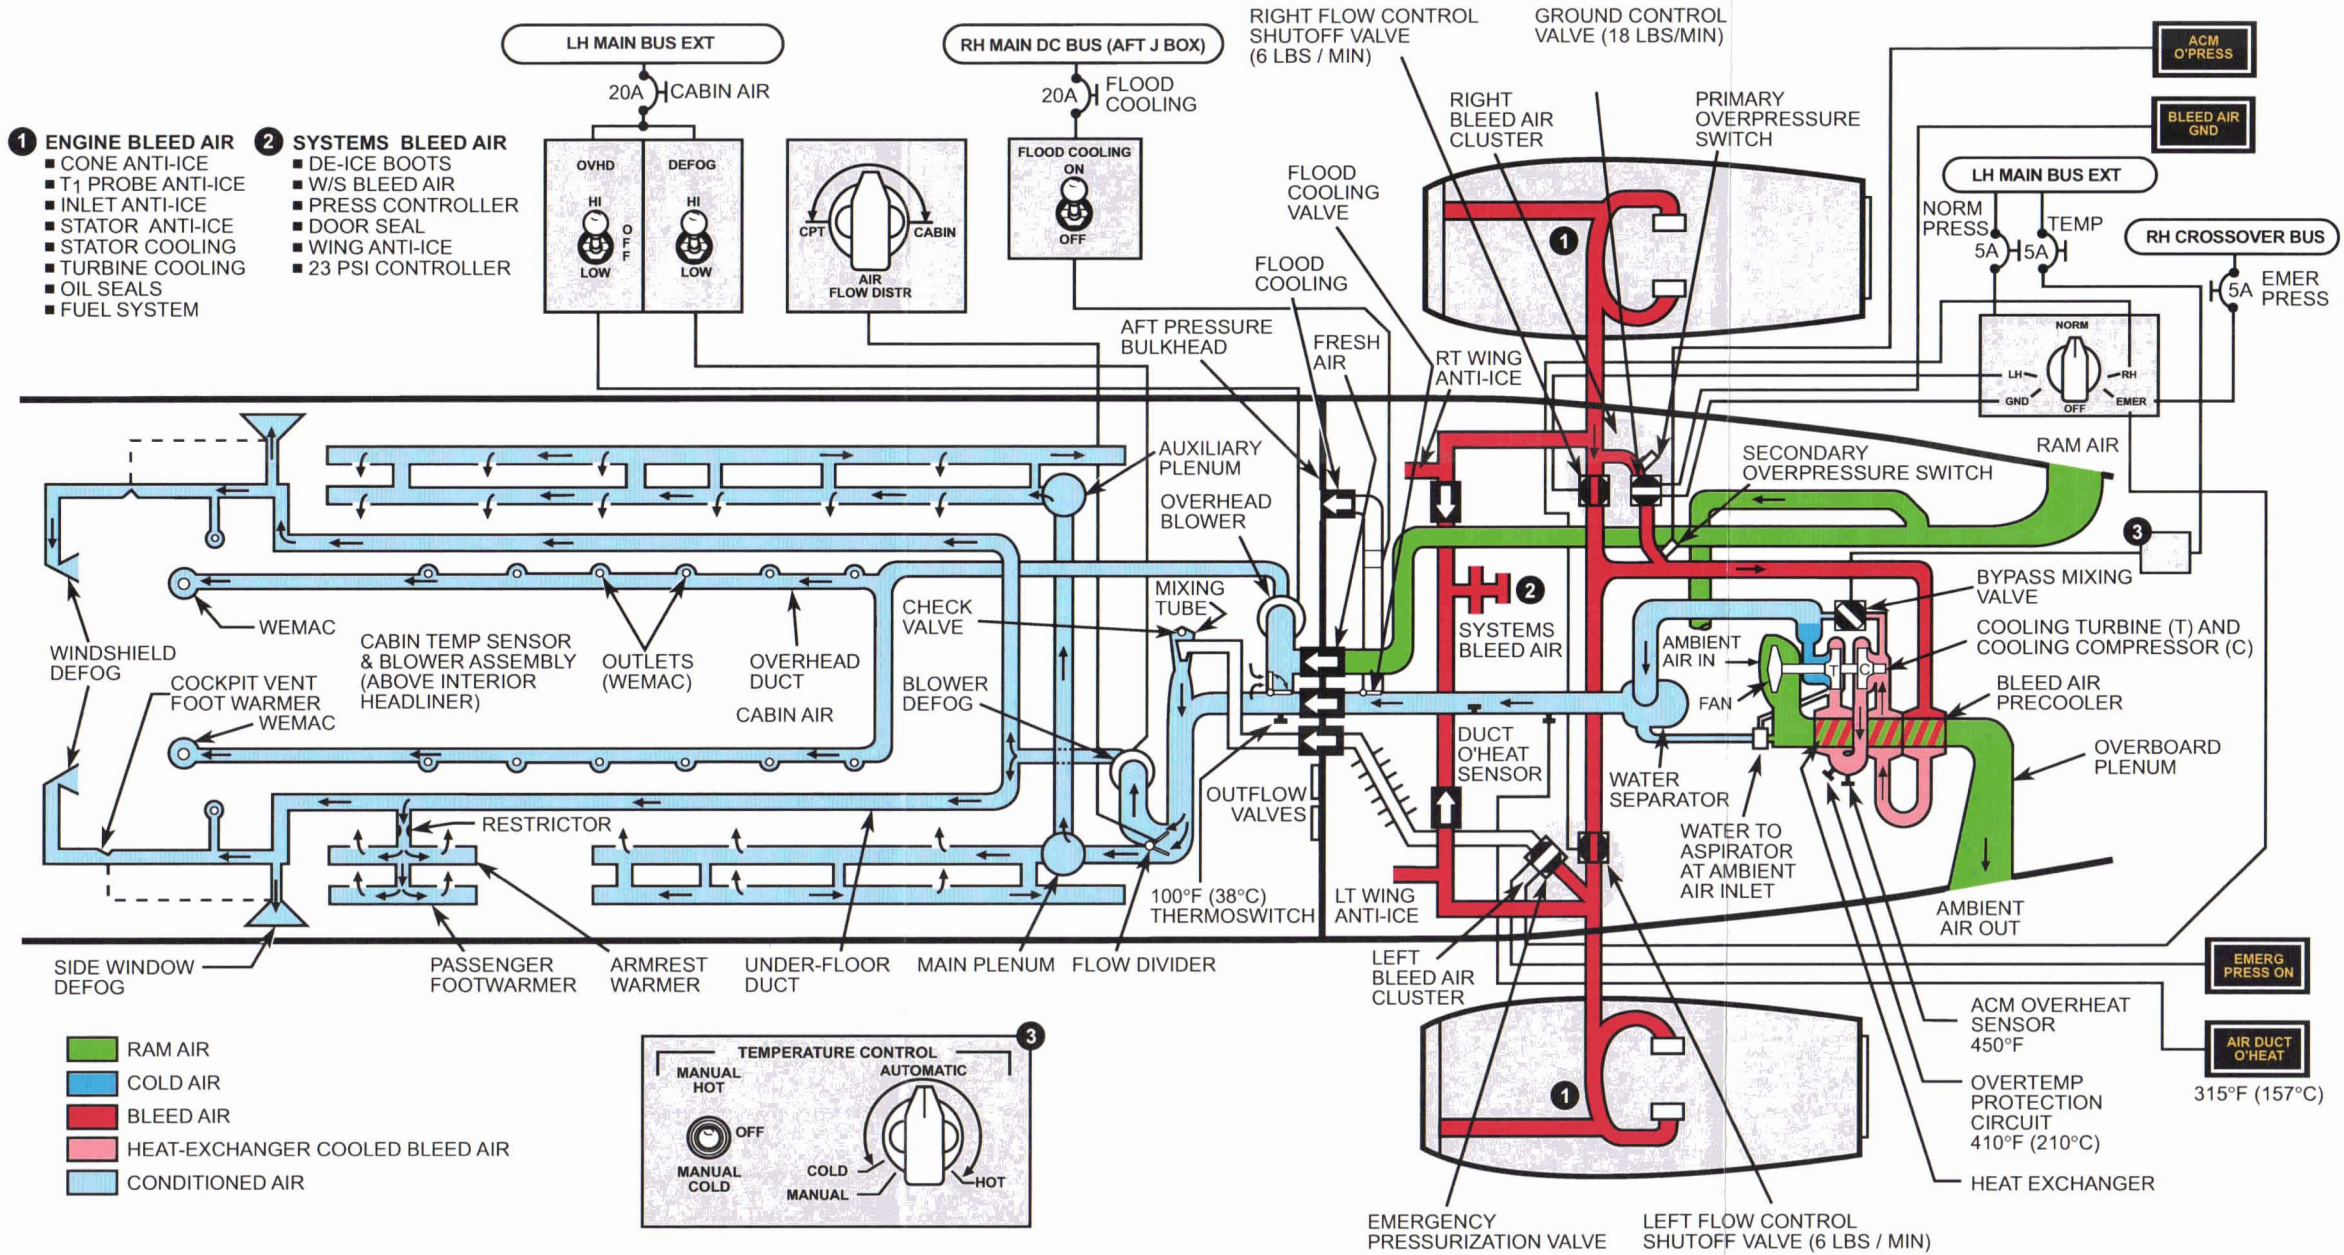 LH MAIN BUS EXT
20A
CABIN AIR
RH MAIN DC BUS (AFT J BOX)
20A
FLOOD
COOLING
RIGHT FLOW CONTROL
SHUTOFF VALVE
(6 LBS / MIN)
GROUND CONTROL
VALVE (18 LBS/MIN)
ACM
O'PRESS
BLEED AIR
GND
1 ENGINE BLEED AIR
■ CONE ANTI-ICE
■ T1 PROBE ANTI-ICE
■ INLET ANTI-ICE
■ STATOR ANTI-ICE
■ STATOR COOLING
■ TURBINE COOLING
■ OIL SEALS
■ FUEL SYSTEM
2 SYSTEMS BLEED AIR
■ DE-ICE BOOTS
■ W/S BLEED AIR
■ PRESS CONTROLLER
■ DOOR SEAL
■ WING ANTI-ICE
■ 23 PSI CONTROLLER
OVHD
HI
LOW
OFF
DEFOG
HI
LOW
CPT
CABIN
AIR
FLOW DISTR
FLOOD COOLING
ON
OFF
RIGHT
BLEED AIR
CLUSTER
PRIMARY
OVERPRESSURE
SWITCH
FLOOD
COOLING
VALVE
FLOOD
COOLING
AFT PRESSURE
BULKHEAD
FRESH
AIR
RT WING
ANTI-ICE
1
LH MAIN BUS EXT
NORM
PRESS
5A
TEMP
5A
RH CROSSOVER BUS
5A
EMER
PRESS
NORM
LH
RH
GND
OFF
EMER
RAM AIR
SECONDARY
OVERPRESSURE SWITCH
3
AUXILIARY
PLENUM
OVERHEAD
BLOWER
MIXING
TUBE
CHECK
VALVE
BLOWER
DEFOG
WEMAC
WINDSHIELD
DEFOG
COCKPIT VENT
FOOT WARMER
WEMAC
CABIN TEMP SENSOR
& BLOWER ASSEMBLY
(ABOVE INTERIOR
HEADLINER)
OUTLETS
(WEMAC)
OVERHEAD
DUCT
CABIN AIR
2
SYSTEMS
BLEED AIR
AMBIENT
AIR IN
FAN
T
C
BYPASS MIXING
VALVE
COOLING TURBINE (T) AND
COOLING COMPRESSOR (C)
BLEED AIR
PRECOOLER
OVERBOARD
PLENUM
DUCT
O'HEAT
SENSOR
WATER
SEPARATOR
WATER TO
ASPIRATOR
AT AMBIENT
AIR INLET
OUTFLOW
VALVES
100°F (38°C)
THERMOSWITCH
LT WING
ANTI-ICE
AMBIENT
AIR OUT
RESTRICTOR
SIDE WINDOW
DEFOG
PASSENGER
FOOTWARMER
ARMREST
WARMER
UNDER-FLOOR
DUCT
MAIN PLENUM
FLOW DIVIDER
LEFT
BLEED AIR
CLUSTER
EMERG
PRESS ON
AIR DUCT
O'HEAT
315°F (157°C)
ACM OVERHEAT
SENSOR
450°F
OVERTEMP
PROTECTION
CIRCUIT
410°F (210°C)
HEAT EXCHANGER
1
EMERGENCY
PRESSURIZATION VALVE
LEFT FLOW CONTROL
SHUTOFF VALVE (6 LBS / MIN)
RAM AIR
COLD AIR
BLEED AIR
HEAT-EXCHANGER COOLED BLEED AIR
CONDITIONED AIR
3
TEMPERATURE CONTROL
MANUAL
HOT
OFF
MANUAL
COLD
AUTOMATIC
COLD
MANUAL
HOT